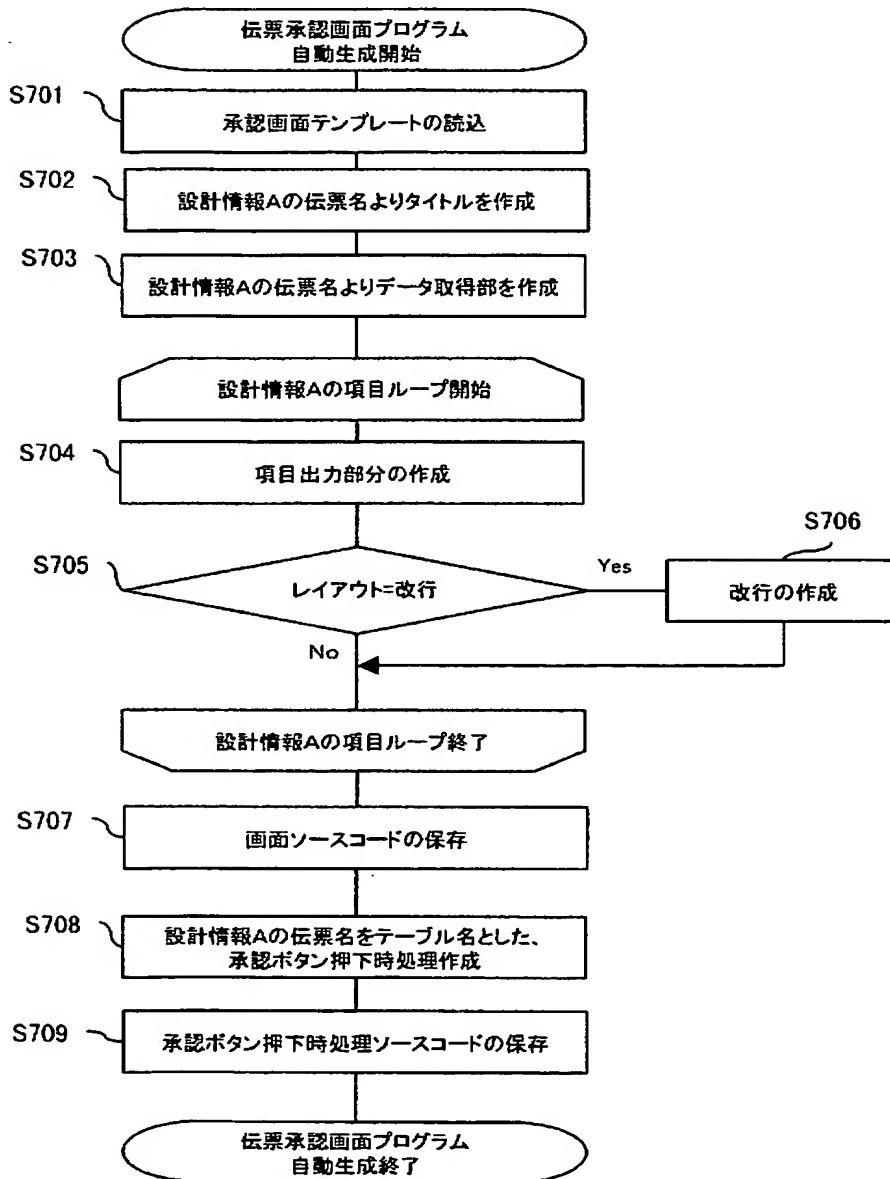 伝票承認画面プログラム
自動生成開始
S701
承認画面テンプレートの読込
S702
設計情報Aの伝票名よりタイトルを作成
S703
設計情報Aの伝票名よりデータ取得部を作成
設計情報Aの項目ループ開始
S704
項目出力部分の作成
S705
レイアウト=改行
Yes
S706
改行の作成
No
設計情報Aの項目ループ終了
S707
画面ソースコードの保存
S708
設計情報Aの伝票名をテーブル名とした、
承認ボタン押下時処理作成
S709
承認ボタン押下時処理ソースコードの保存
伝票承認画面プログラム
自動生成終了